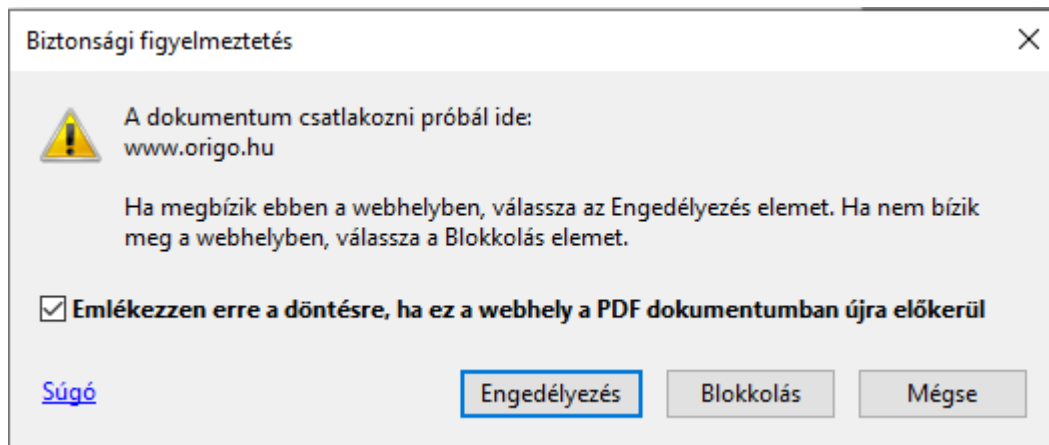 Biztonsági figyelmeztetés
A dokumentum csatlakozni próbál ide:
www.origo.hu
Ha megbízik ebben a webhelyben, válassza az Engedélyezés elemet. Ha nem bízik
meg a webhelyben, válassza a Blokkolás elemet.
Emlékezzen erre a döntésre, ha ez a webhely a PDF dokumentumban újra előkerül
Súgó Engedélyezés Blokkolás Mégse